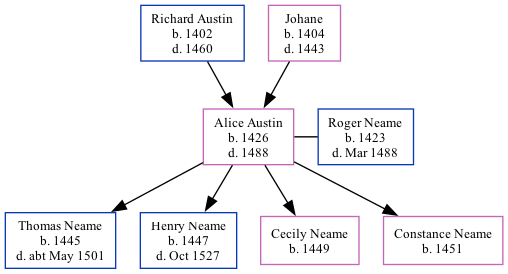 Richard Austin
b. 1402
d. 1460
Johane
b. 1404
d. 1443
Alice Austin
b. 1426
d. 1488
Roger Neame
b. 1423
d. Mar 1488
Thomas Neame
b. 1445
d. abt May 1501
Henry Neame
b. 1447
d. Oct 1527
Cecily Neame
b. 1449
Constance Neame
b. 1451